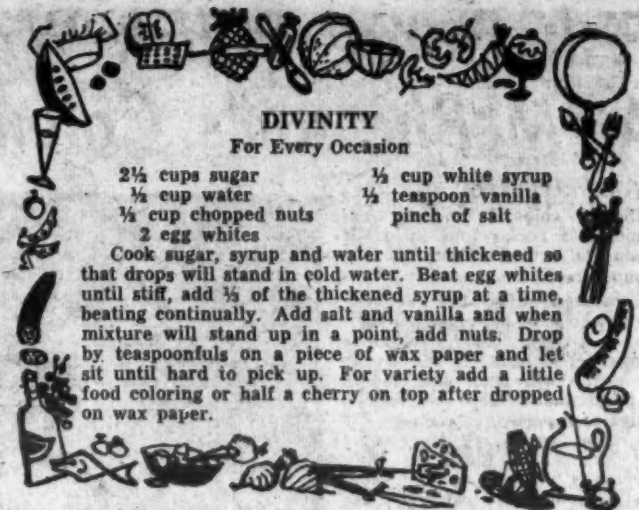 DIVINITY
For Every Occasion
2½ cups sugar
½ cup water
½ cup chopped nuts
2 egg whites
½ cup white syrup
½ teaspoon vanilla
pinch of salt
Cook sugar, syrup and water until thickened so
that drops will stand in cold water. Beat egg whites
until stiff, add ⅓ of the thickened syrup at a time,
beating continually. Add salt and vanilla and when
mixture will stand up in a point, add nuts. Drop
by teaspoonfuls on a piece of wax paper and let
sit until hard to pick up. For variety add a little
food coloring or half a cherry on top after dropped
on wax paper.